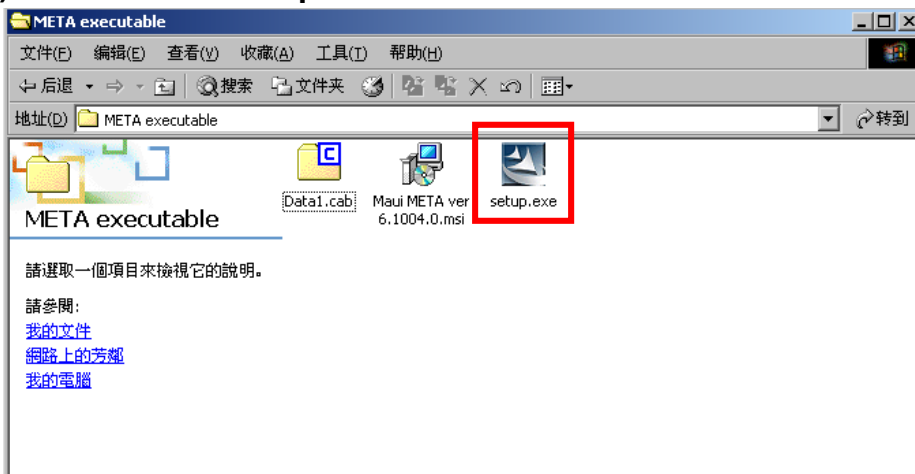 META executable
文件(F) 编辑(E) 查看(V) 收藏(A) 工具(T) 帮助(H)
后退 搜索 文件夹
地址(D) META executable 转到
Data1.cab
Maui META ver 6.1004.0.msi
setup.exe
META executable
請選取一個項目來檢視它的說明。
請參閱:
我的文件
網路上的芳鄰
我的電腦